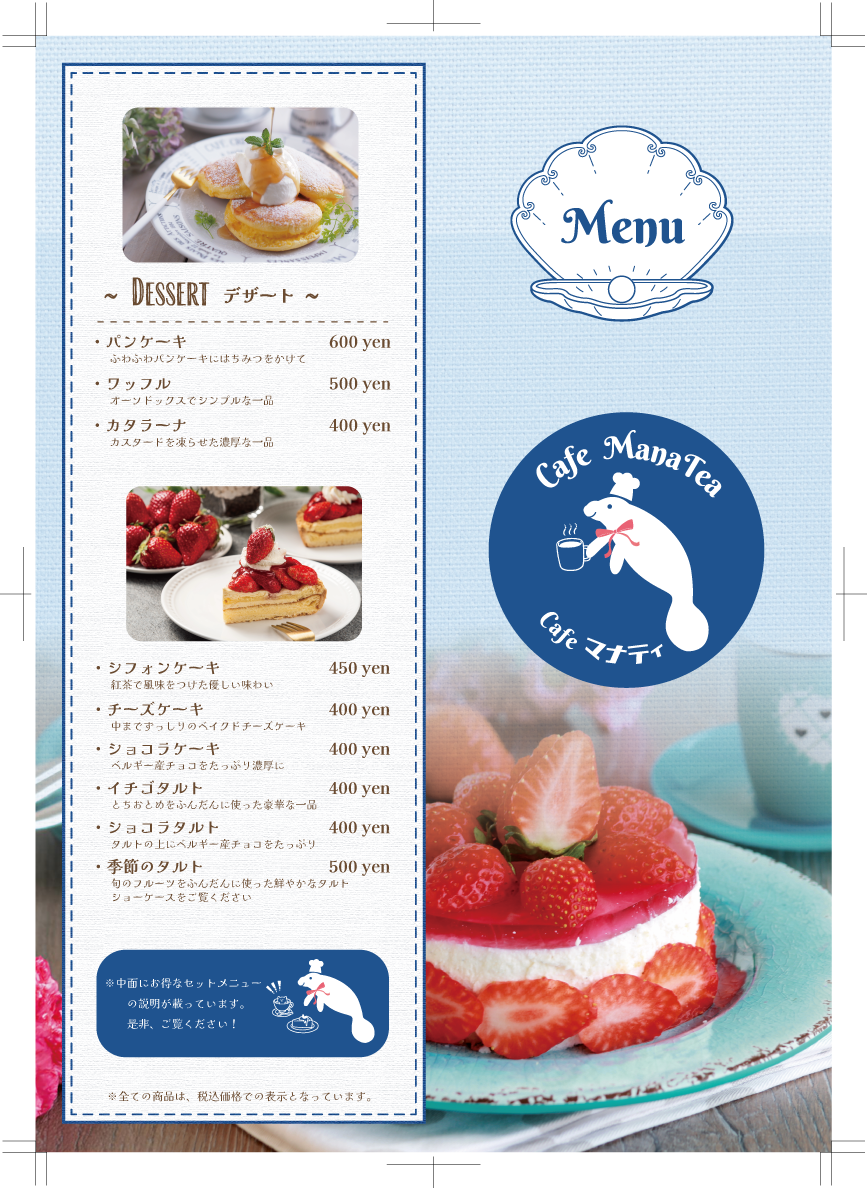 ~ DESSERT デザート ~
・パンケーキ 600 yen
ふわふわパンケーキにはちみつをかけて
・ワッフル 500 yen
オーソドックスでシンプルな一品
・カタラーナ 400 yen
カスタードを凍らせた濃厚な一品
・シフォンケーキ 450 yen
紅茶で風味をつけた優しい味わい
・チーズケーキ 400 yen
中まですっしりのベイクドチーズケーキ
・ショコラケーキ 400 yen
ベルギー産チョコをたっぷり濃厚に
・イチゴタルト 400 yen
とちおとめをふんだんに使った豪華な一品
・ショコラタルト 400 yen
タルトの上にベルギー産チョコをたっぷり
・季節のタルト 500 yen
旬のフルーツをふんだんに使った鮮やかなタルト
ショーケースをご覧ください
※中面にお得なセットメニュー
の説明が載っています。
是非、ご覧ください！
※全ての商品は、税込価格での表示となっています。
Menu
Cafe ManaTea
Cafe マナティ